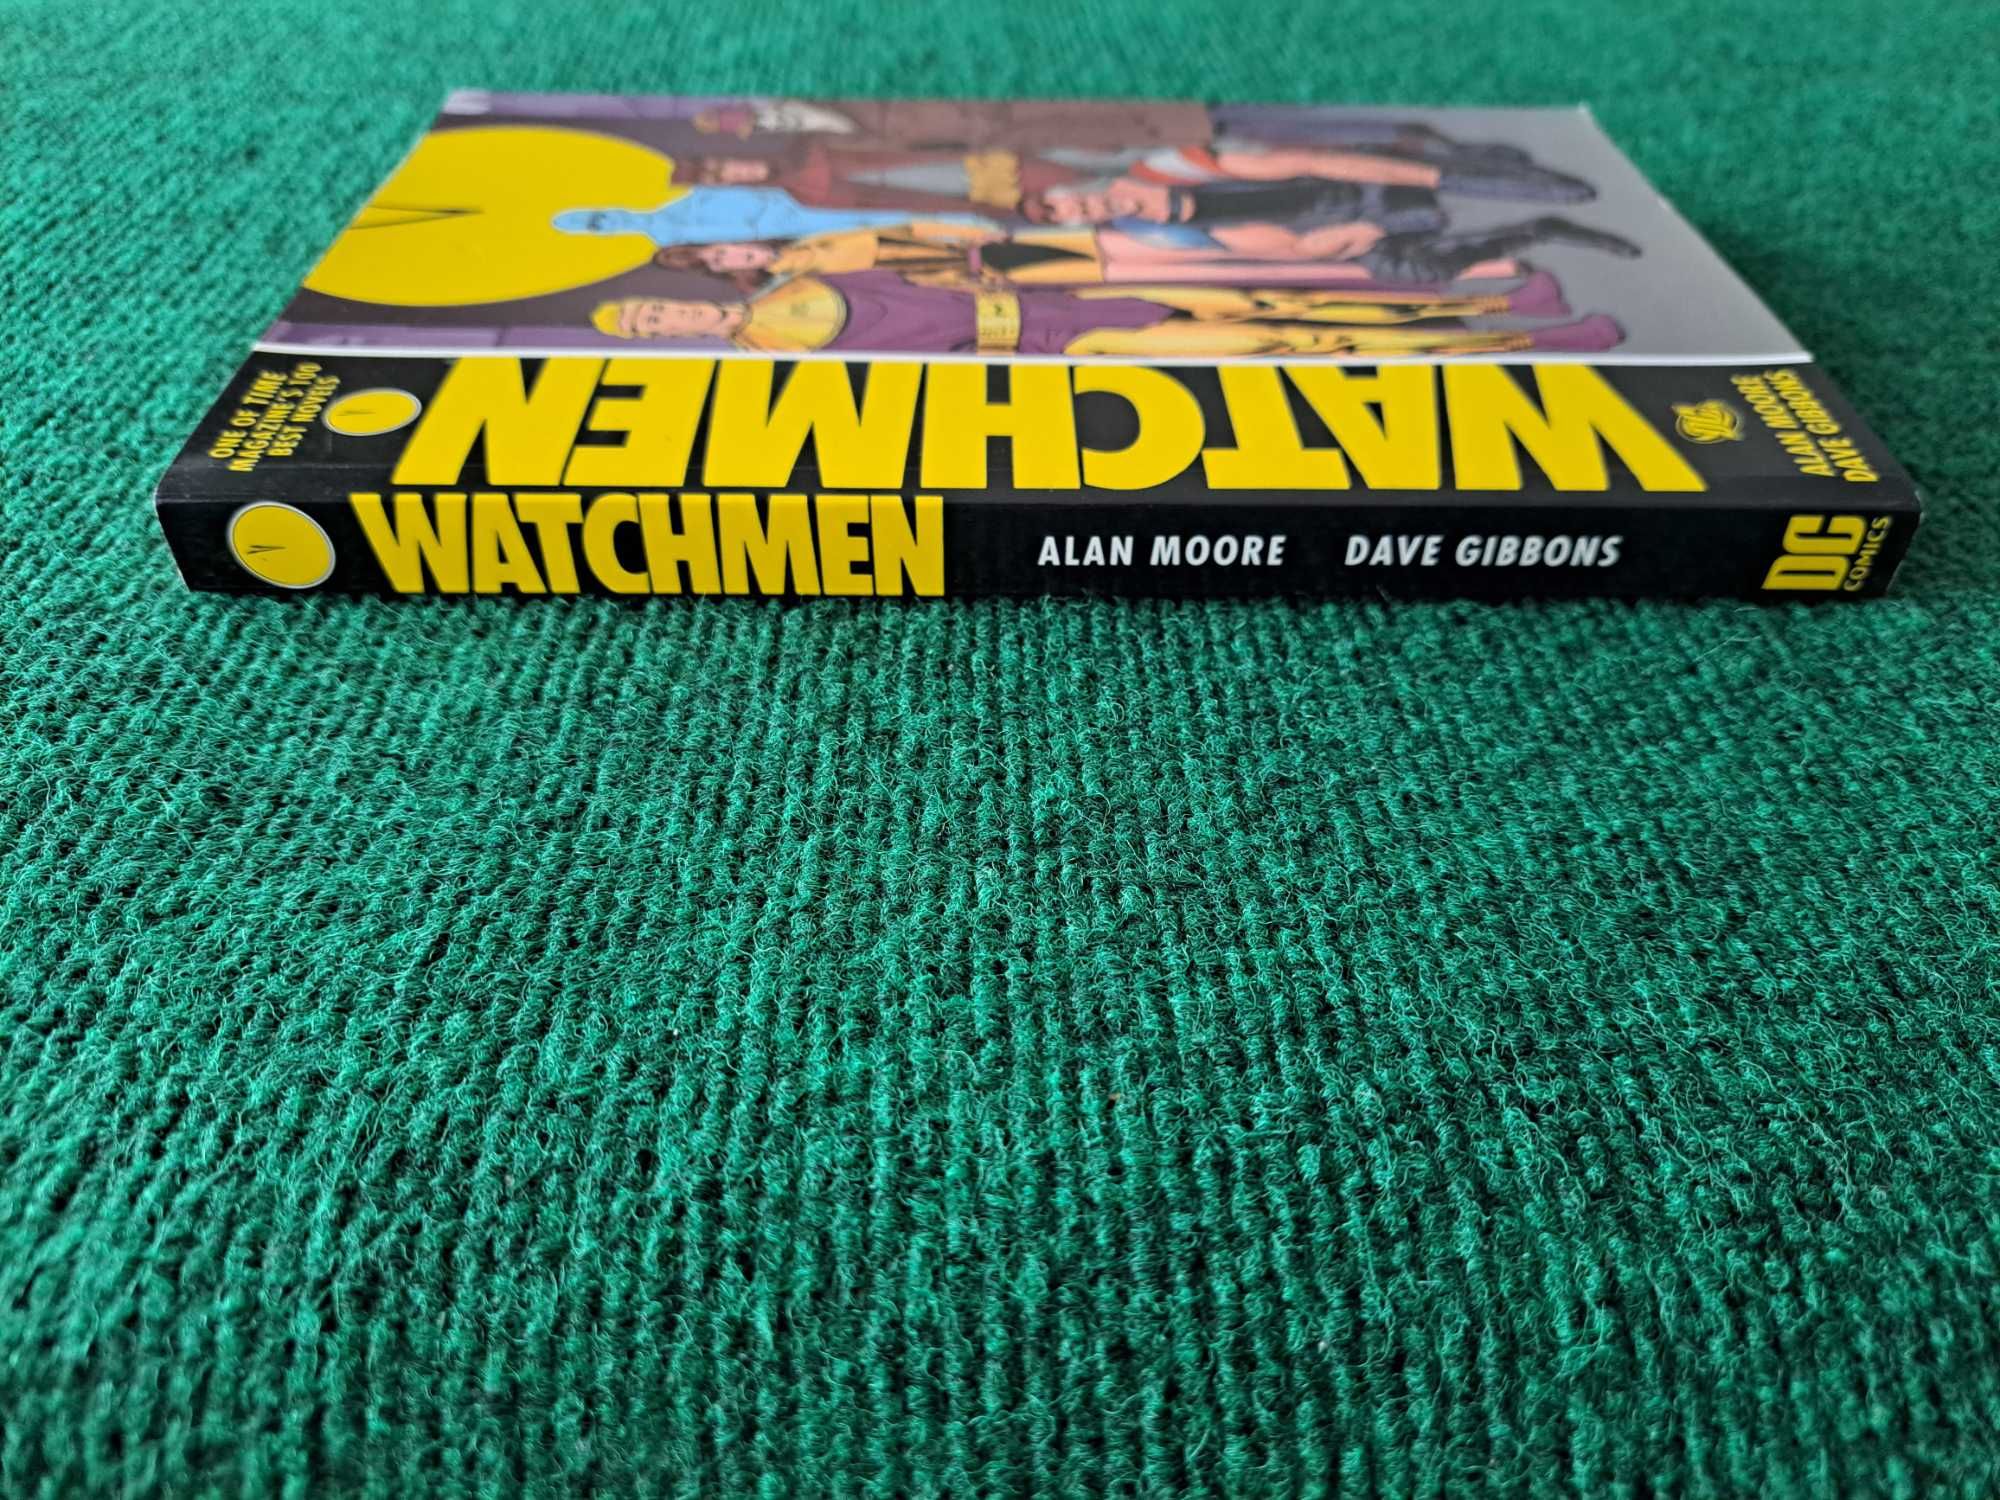 ONE OF TIME
MAGAZINE'S 100
BEST NOVELS
WATCHMEN
DC
ALAN MOORE
DAVE GIBBONS
WATCHMEN
ALAN MOORE DAVE GIBBONS
DC
COMICS